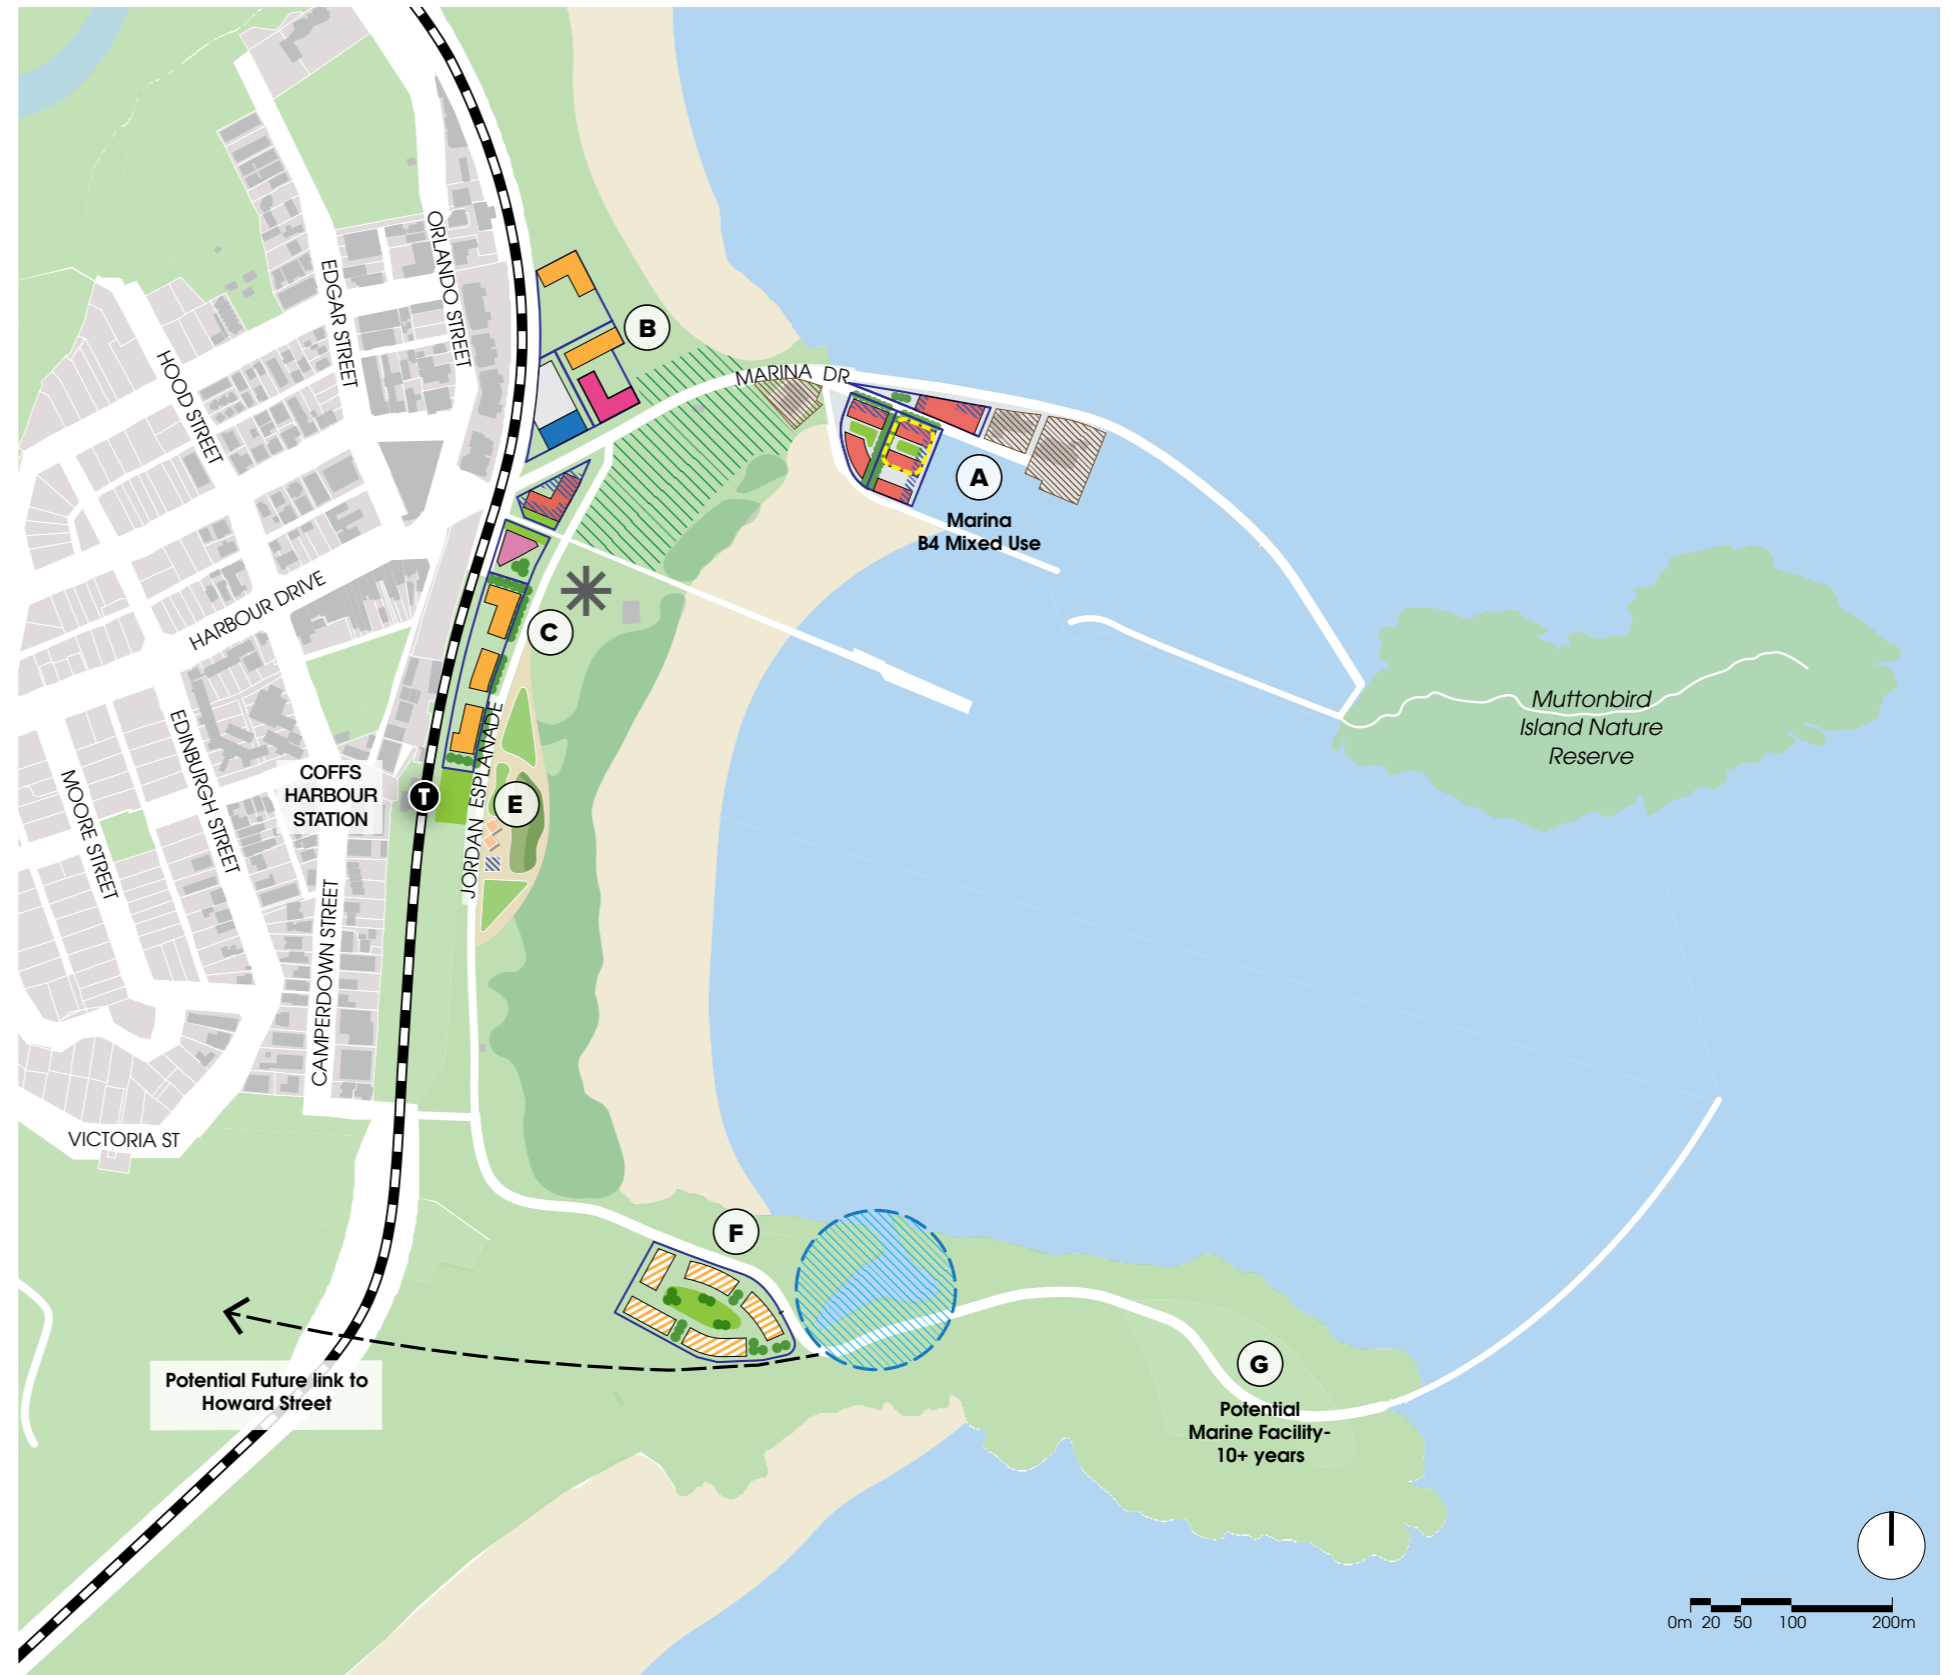 ORLANDO STREET
EDGAR STREET
HOOD STREET
B
MARINA DR
A
Marina
B4 Mixed Use
HARBOUR DRIVE
C
EDINBURGH STREET
MOORE STREET
COFFS
HARBOUR
STATION
T
JORDAN ESPLANADE
E
Muttonbird
Island Nature
Reserve
CAMPERDOWN STREET
VICTORIA ST
F
Potential Future link to
Howard Street
G
Potential
Marine Facility-
10+ years
0m 20 50 100 200m